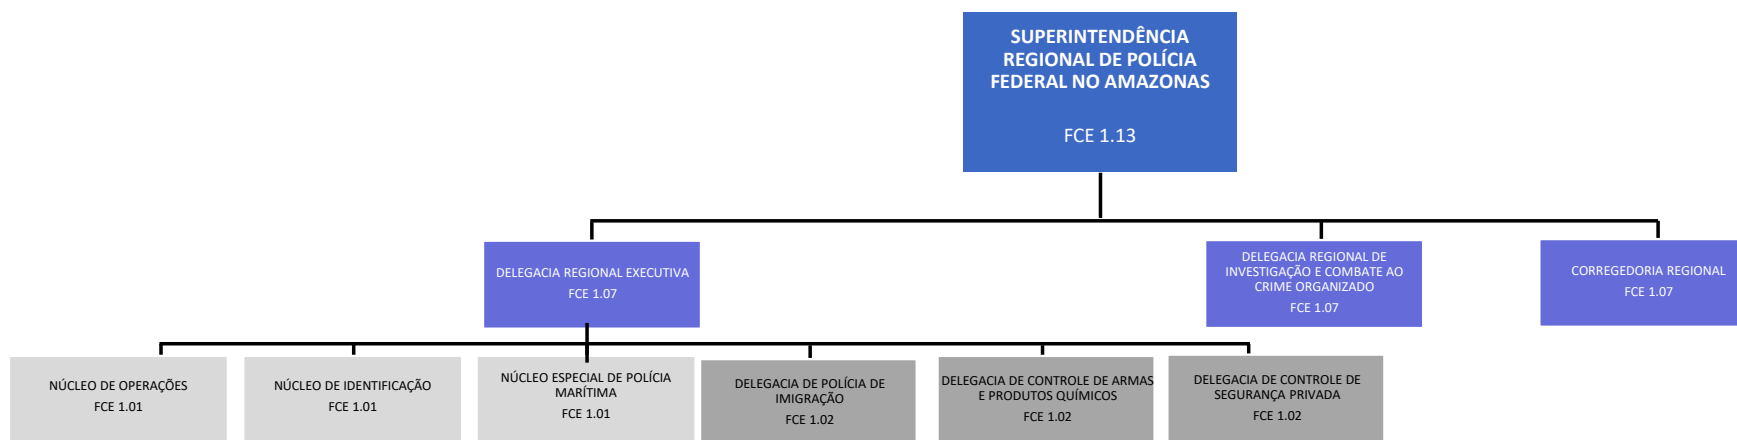 SUPERINTENDÊNCIA
REGIONAL DE POLÍCIA
FEDERAL NO AMAZONAS
FCE 1.13
DELEGACIA REGIONAL EXECUTIVA
FCE 1.07
DELEGACIA REGIONAL DE
INVESTIGAÇÃO E COMBATE AO
CRIME ORGANIZADO
FCE 1.07
CORREGEDORIA REGIONAL
FCE 1.07
NÚCLEO DE OPERAÇÕES
FCE 1.01
NÚCLEO DE IDENTIFICAÇÃO
FCE 1.01
NÚCLEO ESPECIAL DE POLÍCIA
MARÍTIMA
FCE 1.01
DELEGACIA DE POLÍCIA DE
IMIGRAÇÃO
FCE 1.02
DELEGACIA DE CONTROLE DE ARMAS
E PRODUTOS QUÍMICOS
FCE 1.02
DELEGACIA DE CONTROLE DE
SEGURANÇA PRIVADA
FCE 1.02